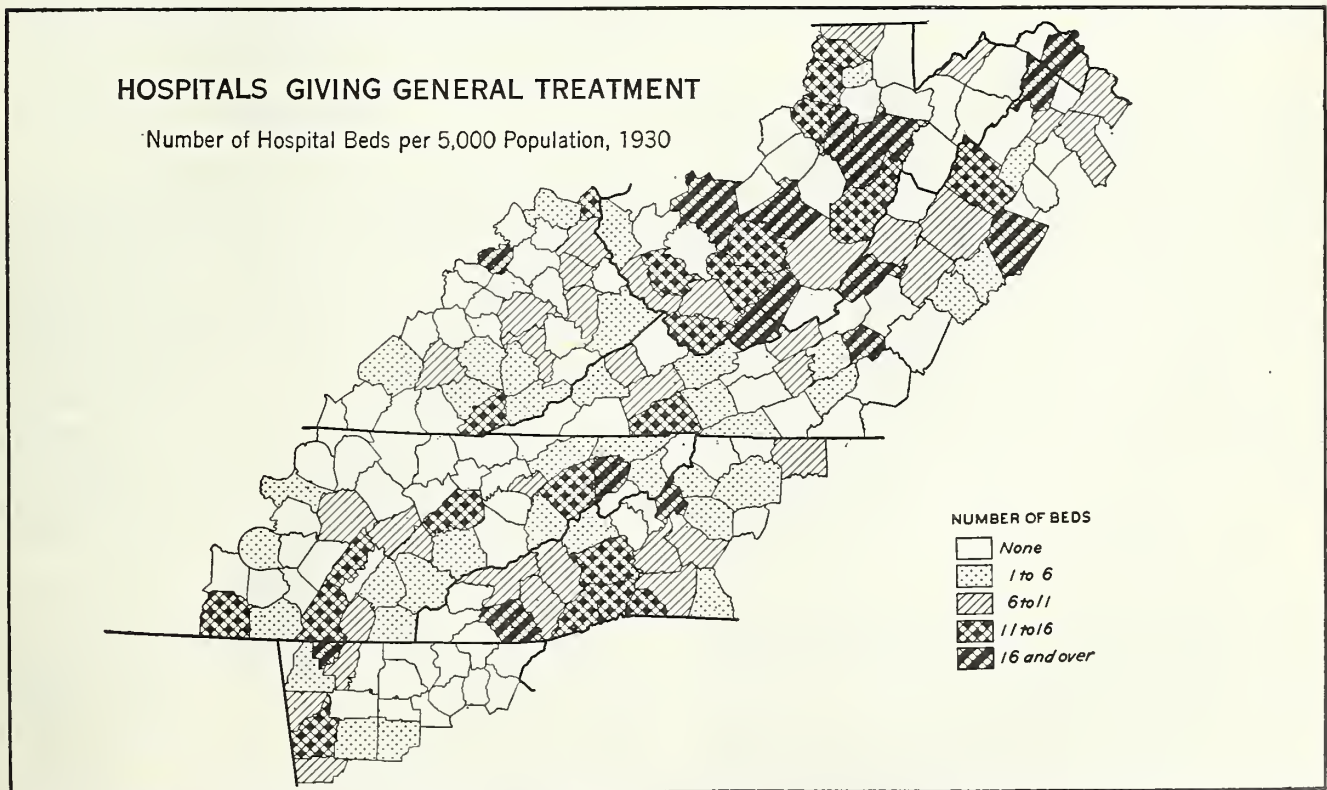 HOSPITALS GIVING GENERAL TREATMENT
Number of Hospital Beds per 5,000 Population, 1930
NUMBER OF BEDS
None
1 to 6
6 to 11
11 to 16
16 and over